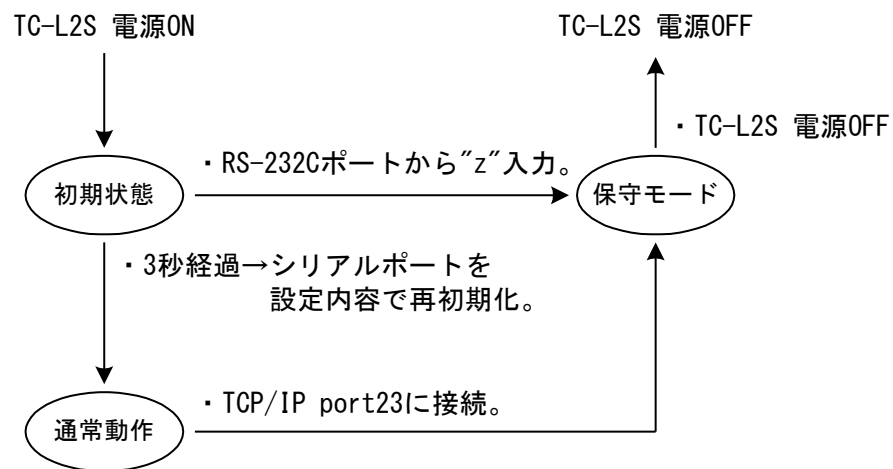 TC-L2S 電源ON
TC-L2S 電源OFF
・TC-L2S 電源OFF
・RS-232Cポートから"z"入力。
初期状態
保守モード
・3秒経過→シリアルポートを
設定内容で再初期化。
・TCP/IP port23に接続。
通常動作